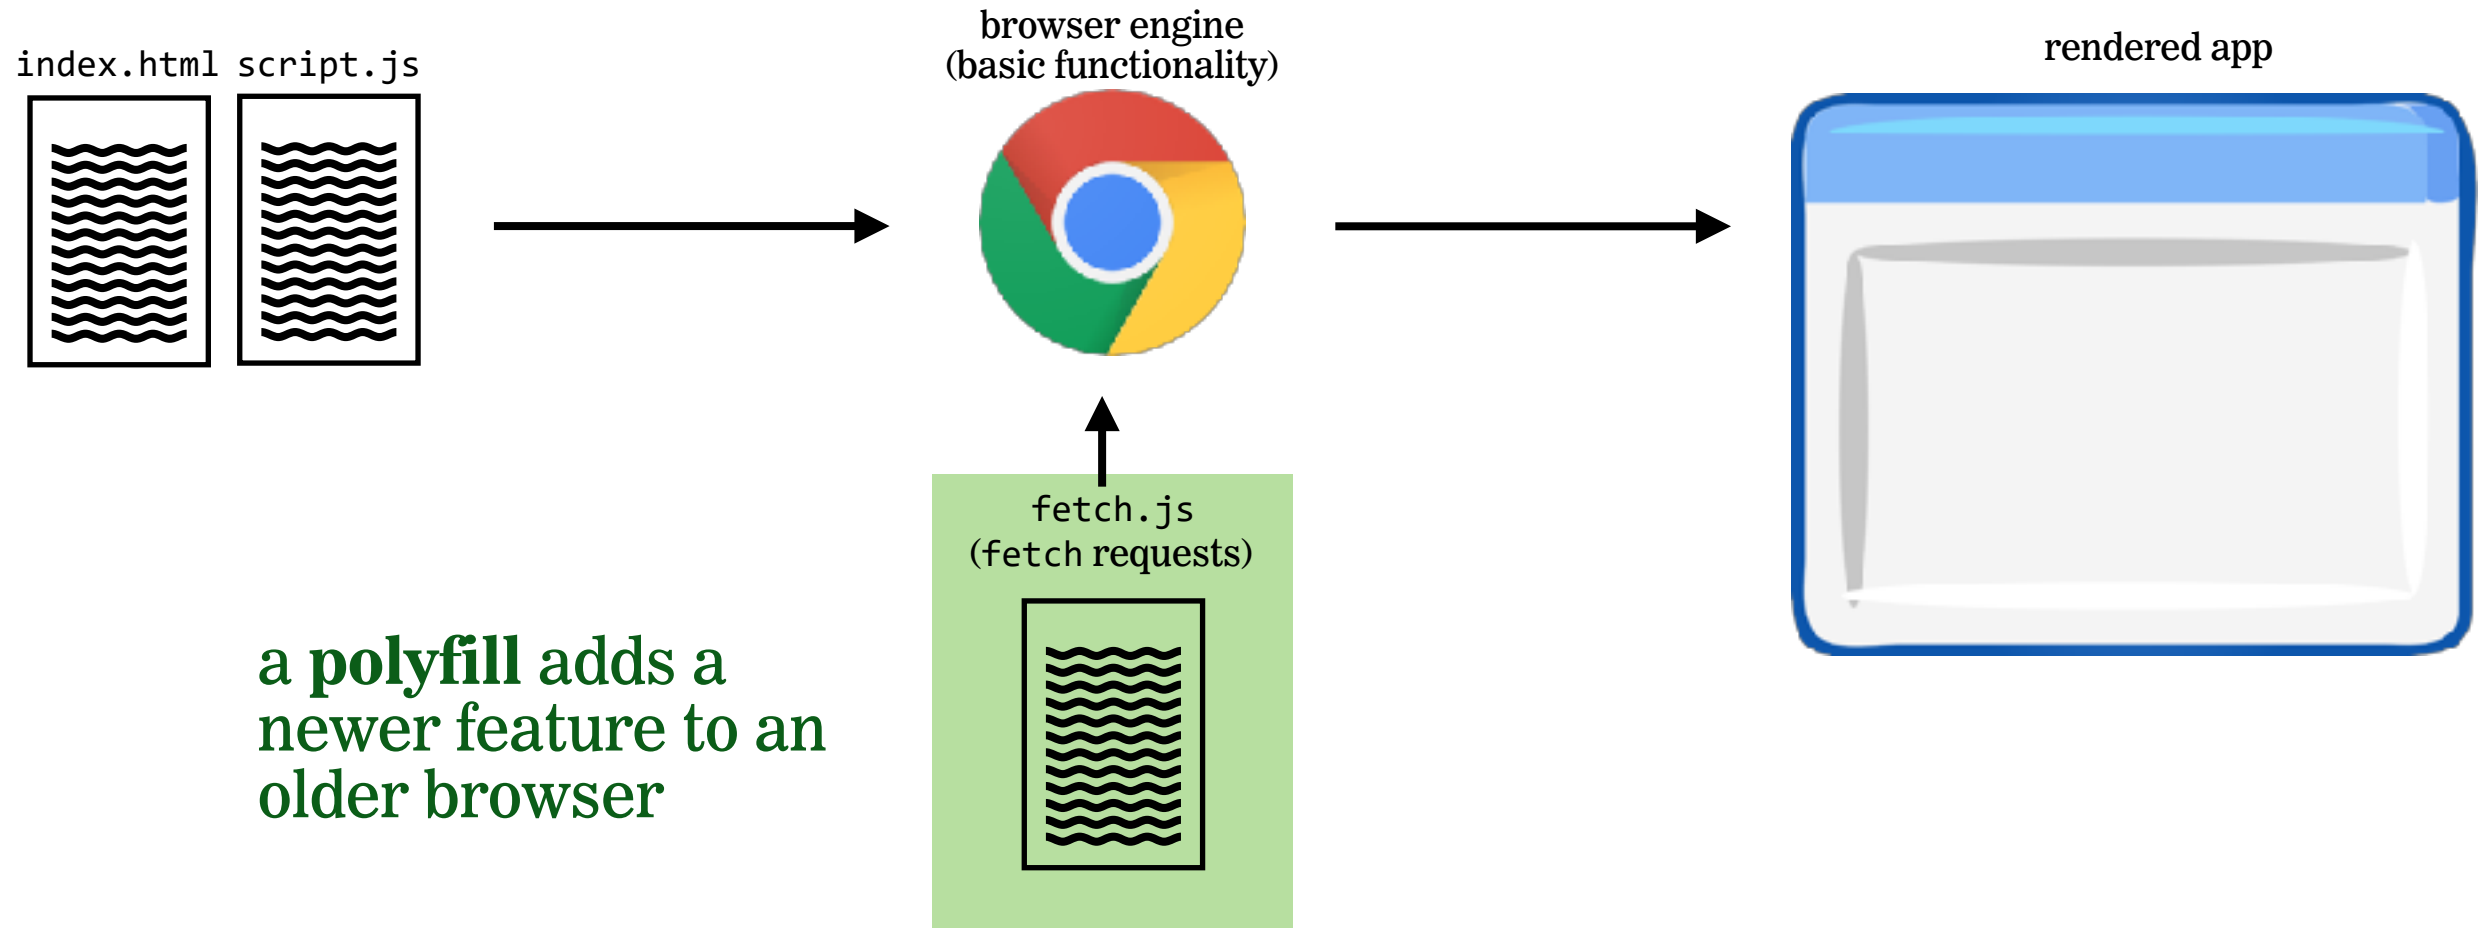 index.html script.js
browser engine
(basic functionality)
rendered app
fetch.js
(fetch requests)
a polyfill adds a
newer feature to an
older browser